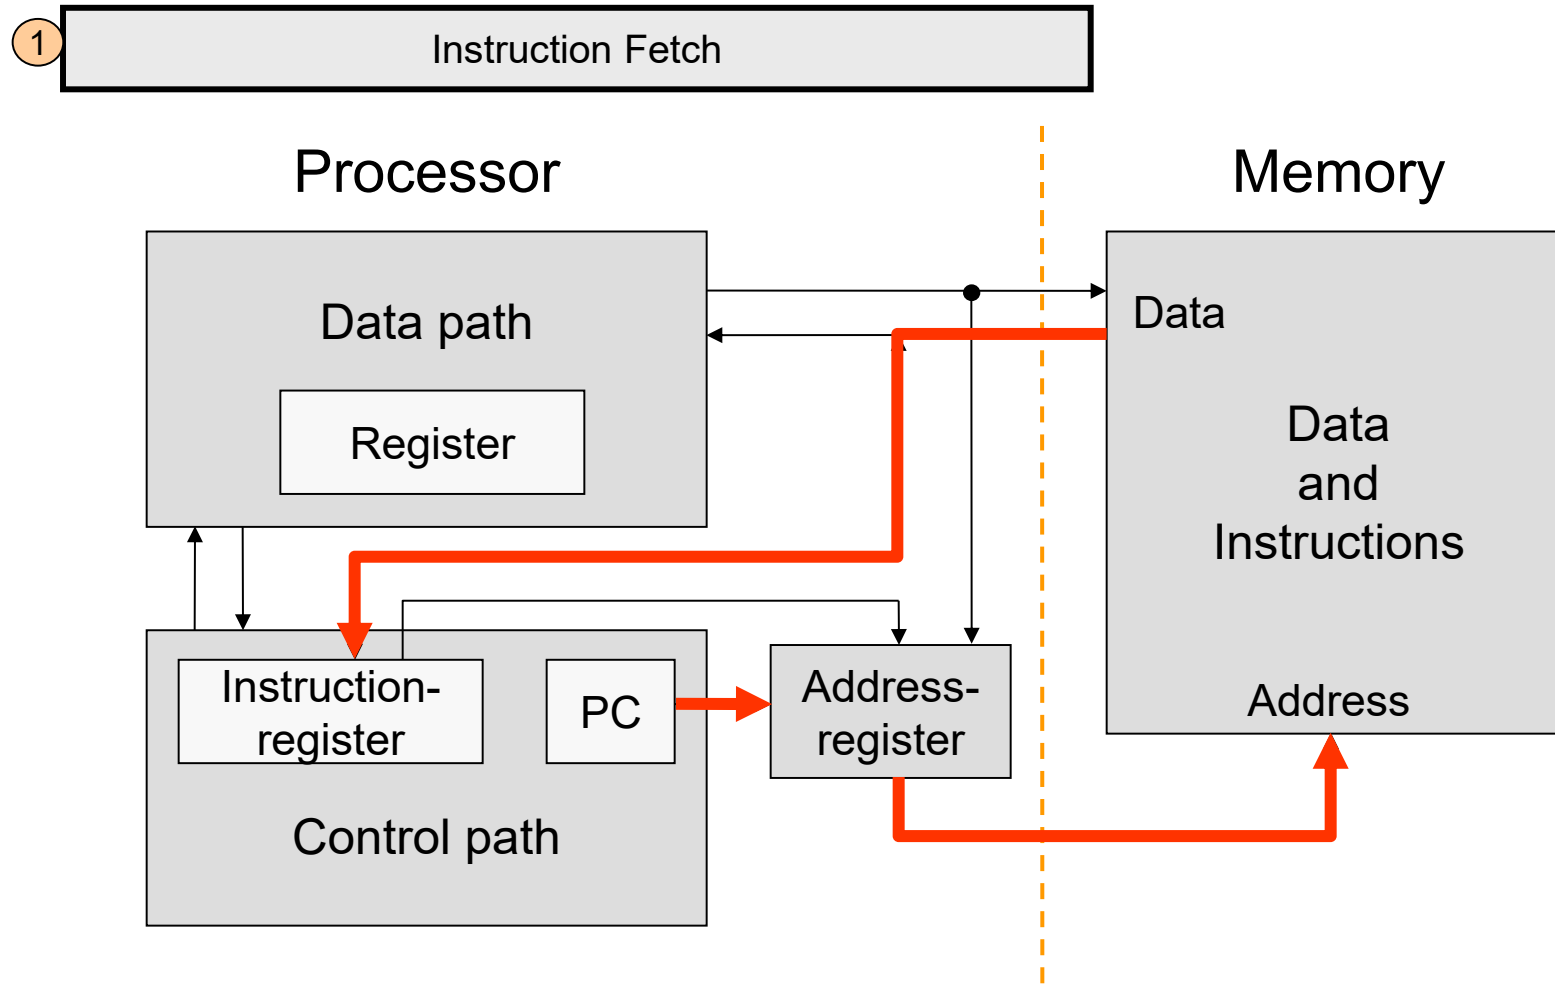 1
Instruction Fetch
Processor
Memory
Data path
Data
Register
Data
and
Instructions
Instruction-
register
PC
Address-
register
Address
Control path